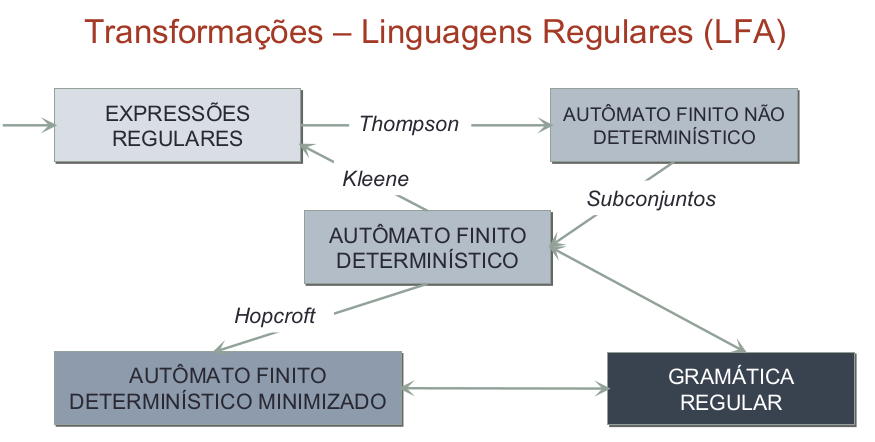 Transformações – Linguagens Regulares (LFA)
EXPRESSÕES
REGULARES
Thompson
AUTÔMATO FINITO NÃO
DETERMINÍSTICO
Kleene
Subconjuntos
AUTÔMATO FINITO
DETERMINÍSTICO
Hopcroft
AUTÔMATO FINITO
DETERMINÍSTICO MINIMIZADO
GRAMÁTICA
REGULAR